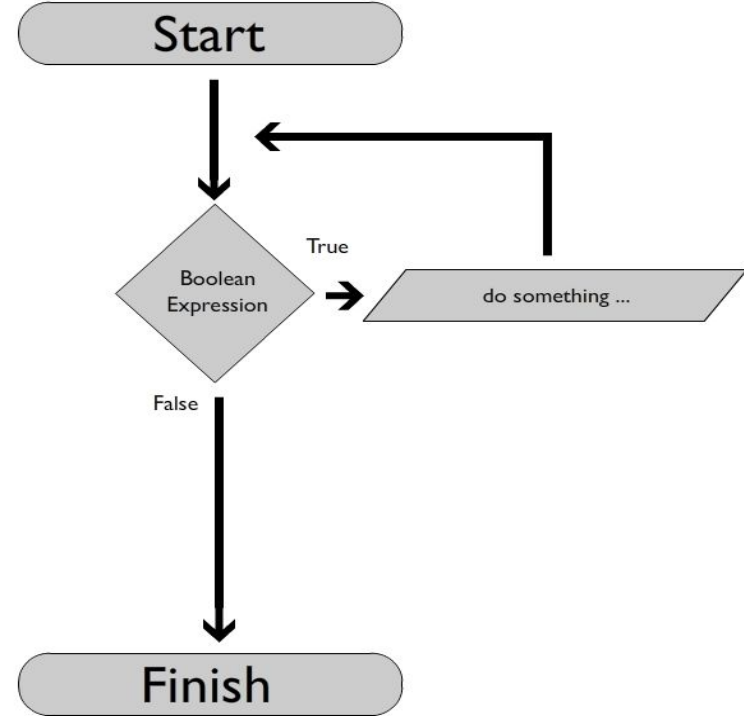 Start
True
Boolean
Expression
do something ...
False
Finish